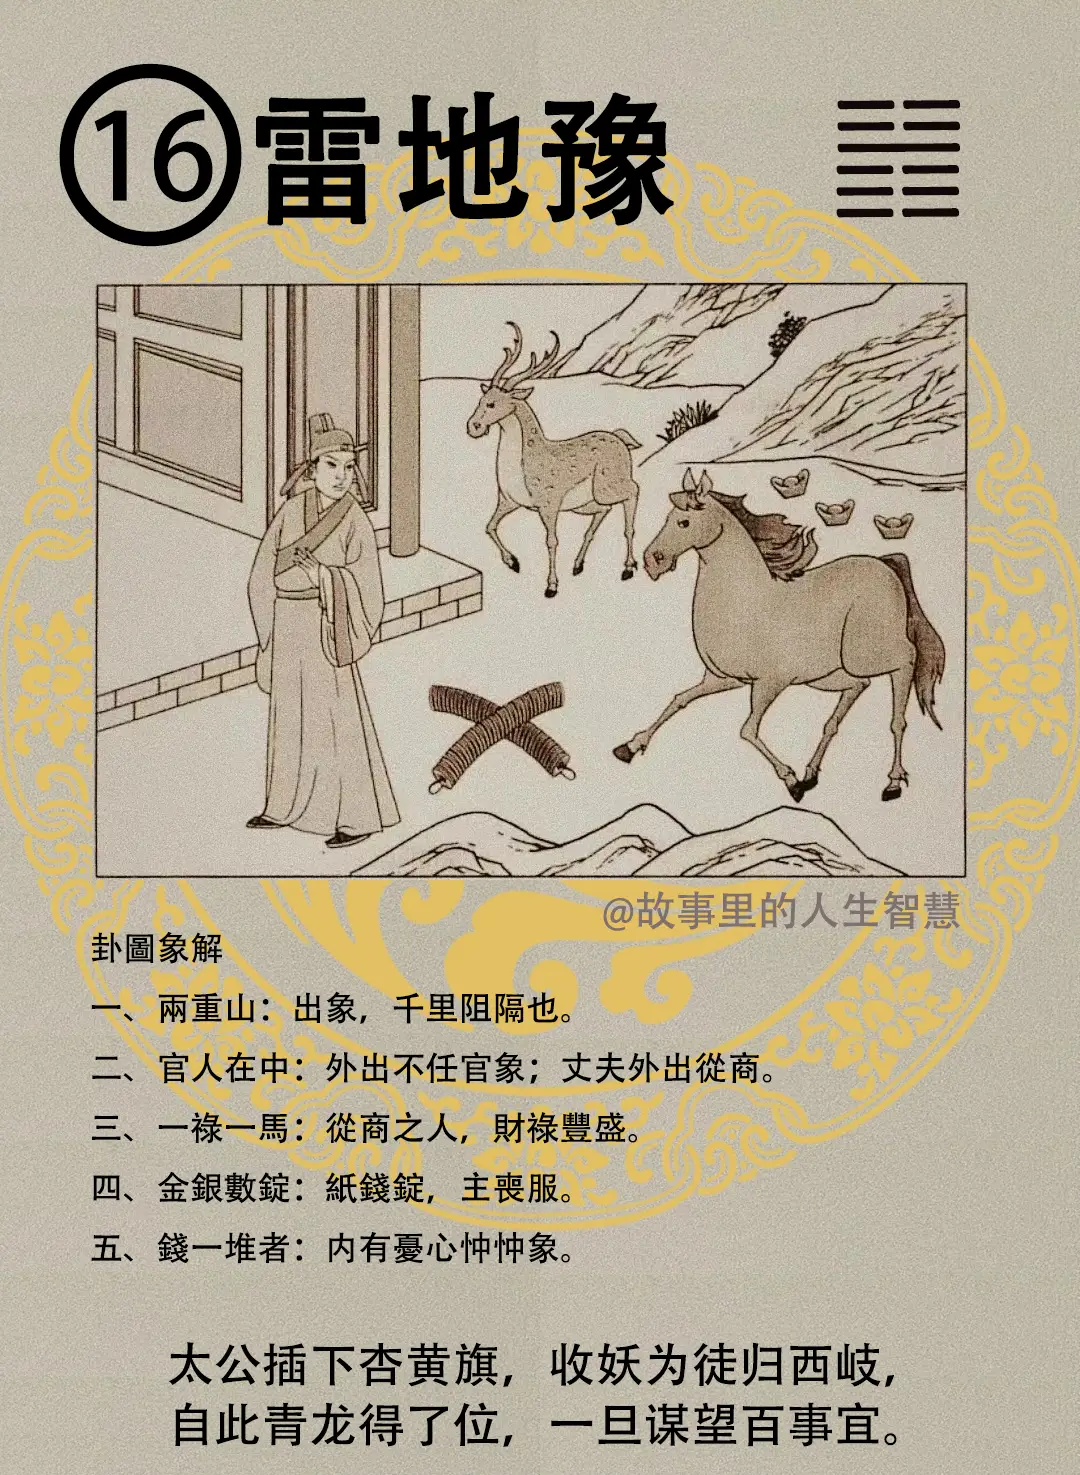 16 雷地豫
@故事里的人生智慧
卦圖象解
一、兩重山：出象，千里阻隔也。
二、官人在中：外出不任官象；丈夫外出從商。
三、一祿一馬：從商之人，財祿豐盛。
四、金銀數錠：紙錢錠，主喪服。
五、錢一堆者：内有憂心忡忡象。
太公插下杏黄旗，收妖为徒归西岐，
自此青龙得了位，一旦谋望百事宜。